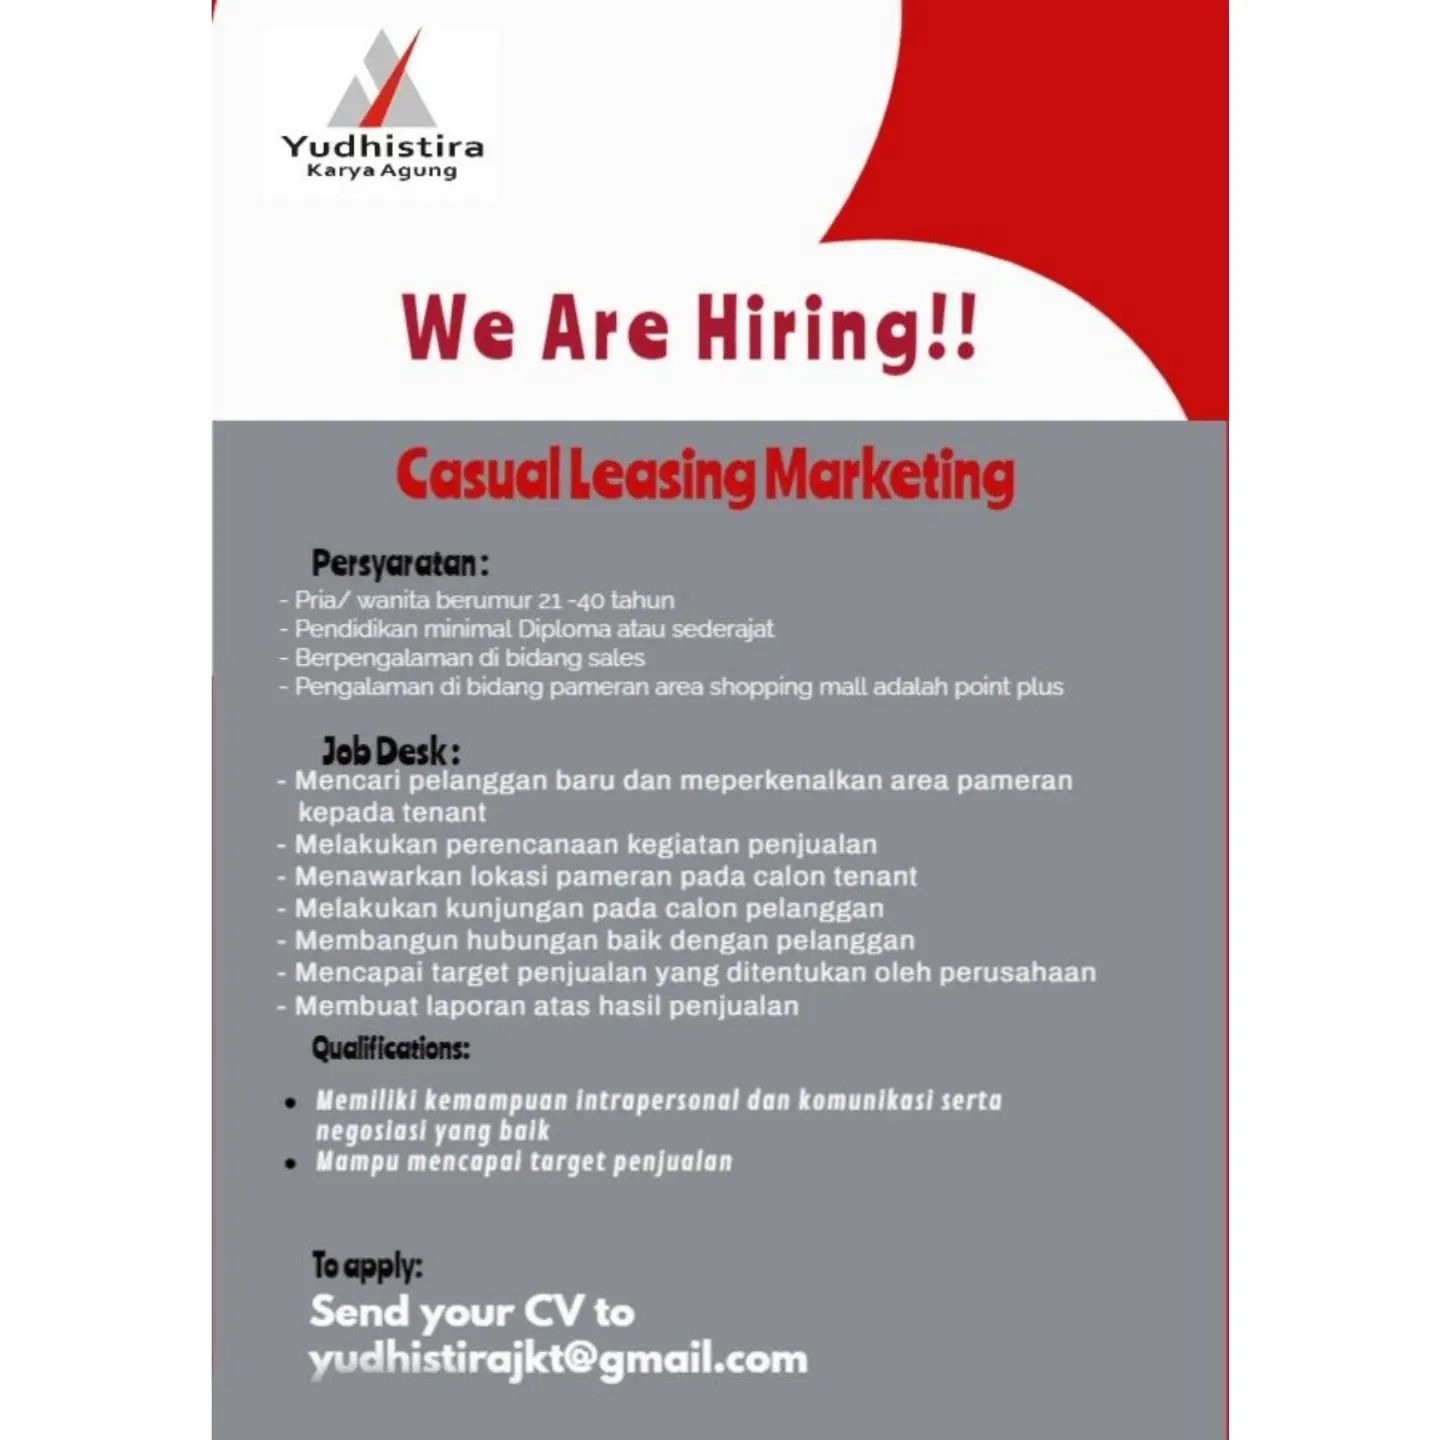 Yudhistira
Karya Agung
We Are Hiring!!
Casual Leasing Marketing
Persyaratan :
- Pria/ wanita berumur 21 -40 tahun
- Pendidikan minimal Diploma atau sederajat
- Berpengalaman di bidang sales
- Pengalaman di bidang pameran area shopping mall adalah point plus
Job Desk :
- Mencari pelanggan baru dan meperkenalkan area pameran
kepada tenant
- Melakukan perencanaan kegiatan penjualan
- Menawarkan lokasi pameran pada calon tenant
- Melakukan kunjungan pada calon pelanggan
- Membangun hubungan baik dengan pelanggan
- Mencapai target penjualan yang ditentukan oleh perusahaan
- Membuat laporan atas hasil penjualan
Qualifications:
• Memiliki kemampuan intrapersonal dan komunikasi serta
negosiasi yang baik
• Mampu mencapai target penjualan
To apply:
Send your CV to
yudhistirajkt@gmail.com